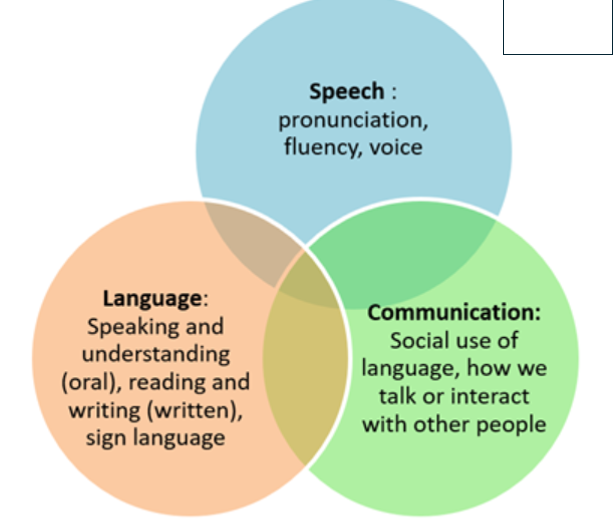 Speech :
pronunciation,
fluency, voice
Language:
Speaking and
understanding
(oral), reading and
writing (written),
sign language
Communication:
Social use of
language, how we
talk or interact
with other people